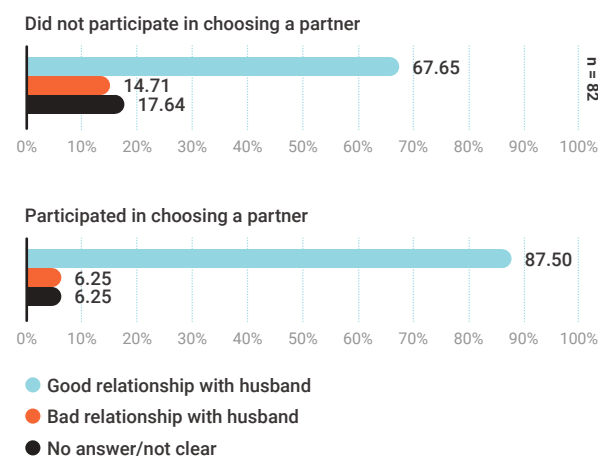 Did not participate in choosing a partner
67.65
14.71
17.64
n = 82
0% 10% 20% 30% 40% 50% 60% 70% 80% 90% 100%
Participated in choosing a partner
87.50
6.25
6.25
0% 10% 20% 30% 40% 50% 60% 70% 80% 90% 100%
Good relationship with husband
Bad relationship with husband
No answer/not clear